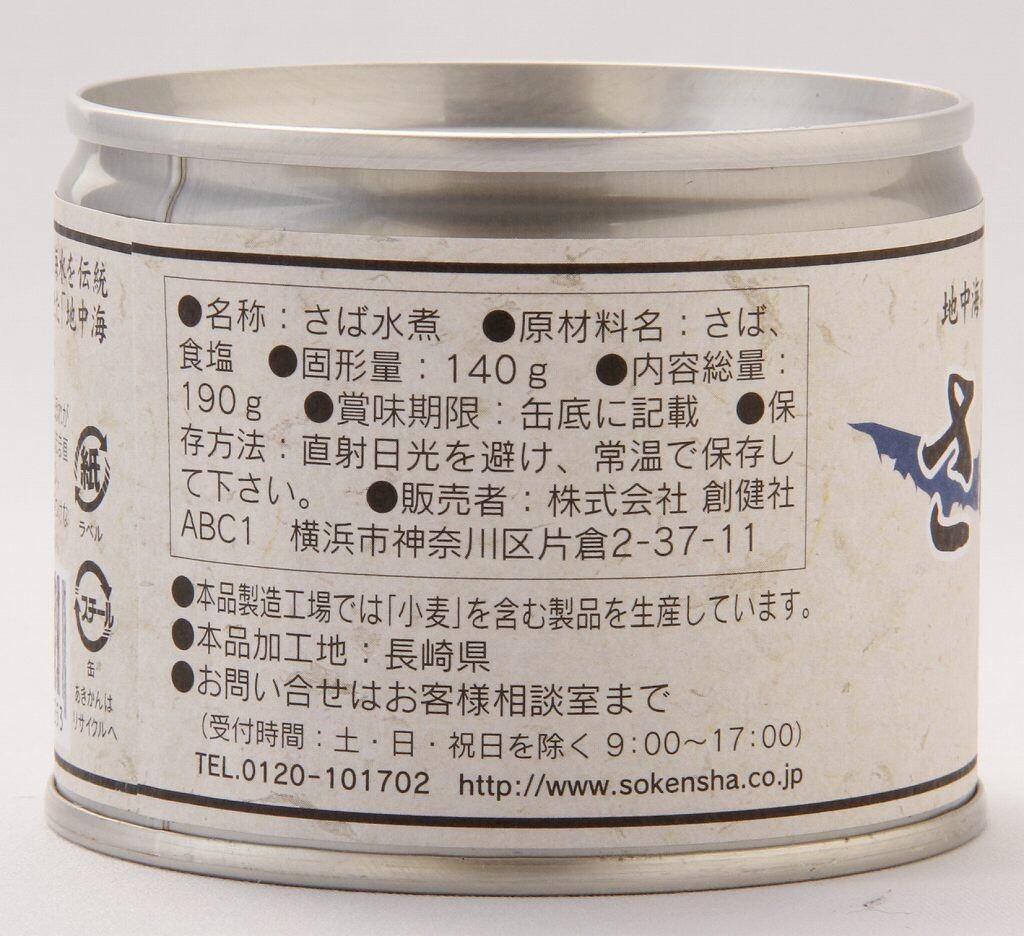 水を伝統
「地中海
紙
ラベル
スチール
缶
あきかんは
リサイクルへ
●名称：さば水煮　●原材料名：さば、
食塩　●固形量：140g　●内容総量：
190g　●賞味期限：缶底に記載　●保
存方法：直射日光を避け、常温で保存し
て下さい。　●販売者：株式会社 創健社
ABC1　横浜市神奈川区片倉2-37-11
●本品製造工場では「小麦」を含む製品を生産しています。
●本品加工地：長崎県
●お問い合せはお客様相談室まで
（受付時間：土・日・祝日を除く 9:00～17:00）
TEL.0120-101702　http://www.sokensha.co.jp
地中海
さ